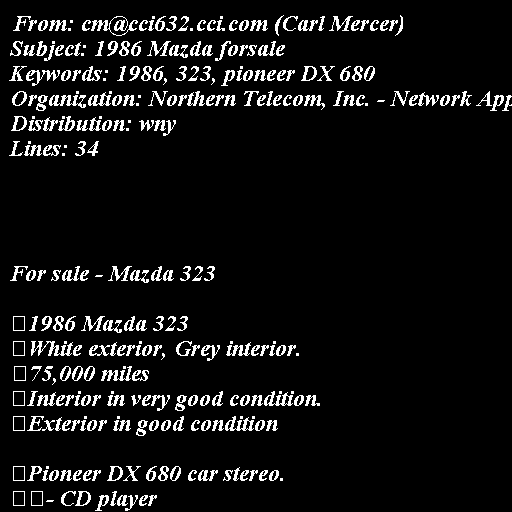 From: cm@cci632.cci.com (Carl Mercer)
Subject: 1986 Mazda forsale
Keywords: 1986, 323, pioneer DX 680
Organization: Northern Telecom, Inc. - Network App
Distribution: wny
Lines: 34
For sale - Mazda 323
□1986 Mazda 323
□White exterior, Grey interior.
□75,000 miles
□Interior in very good condition.
□Exterior in good condition
□Pioneer DX 680 car stereo.
□□- CD player